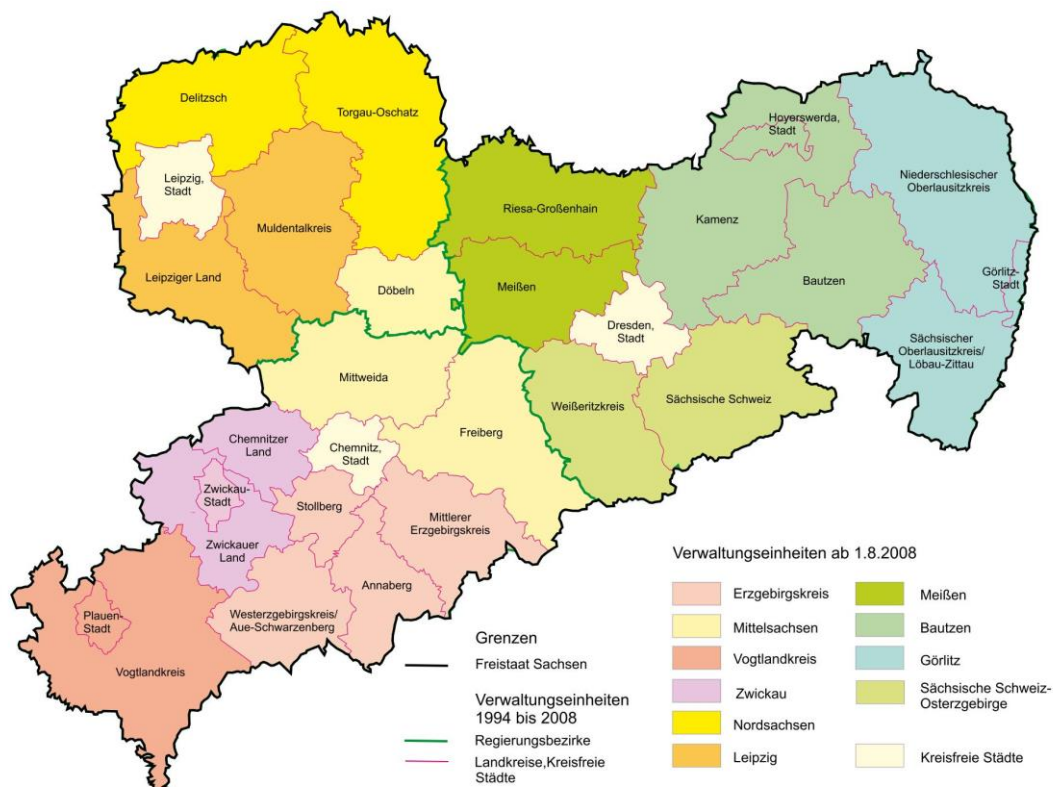 Delitzsch
Torgau-Oschatz
Hoyerswerda,
Stadt
Leipzig,
Stadt
Niederschlesischer
Oberlausitzkreis
Riesa-Großenhain
Kamenz
Muldentalkreis
Leipziger Land
Döbeln
Meißen
Bautzen
Görlitz-
Stadt
Dresden,
Stadt
Sächsischer
Oberlausitzkreis/
Löbau-Zittau
Mittweida
Weißeritzkreis
Sächsische Schweiz
Freiberg
Chemnitzer
Land
Chemnitz,
Stadt
Zwickau-
Stadt
Stollberg
Mittlerer
Erzgebirgskreis
Zwickauer
Land
Annaberg
Westerzgebirgskreis/
Aue-Schwarzenberg
Plauen-
Stadt
Vogtlandkreis
Grenzen
Freistaat Sachsen
Verwaltungseinheiten
1994 bis 2008
Regierungsbezirke
Landkreise,Kreisfreie
Städte
Verwaltungseinheiten ab 1.8.2008
Erzgebirgskreis
Mittelsachsen
Vogtlandkreis
Zwickau
Nordsachsen
Leipzig
Meißen
Bautzen
Görlitz
Sächsische Schweiz-
Osterzgebirge
Kreisfreie Städte